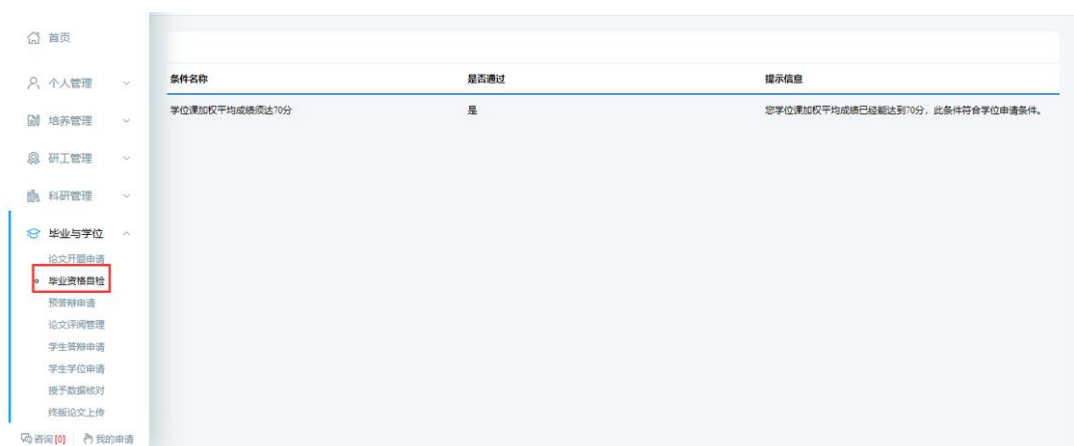 首页
个人管理
培养管理
研工管理
科研管理
毕业与学位
论文开题申请
毕业资格自检
预答辩申请
论文评阅管理
学生答辩申请
学生学位申请
授予数据核对
终版论文上传
咨询[0] 我的申请
条件名称 是否通过 提示信息
学位课加权平均成绩须达70分 是 您学位课加权平均成绩已经能达到70分，此条件符合学位申请条件。